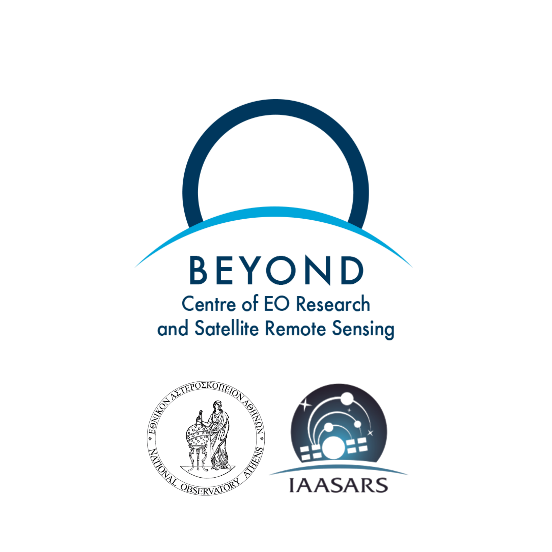 BEYOND
Centre of EO Research
and Satellite Remote Sensing
ΕΘΝΙΚΟΝ ΑΣΤΕΡΟΣΚΟΠΕΙΟΝ ΑΘΗΝΩΝ
NATIONAL OBSERVATORY ATHENS
IAASARS